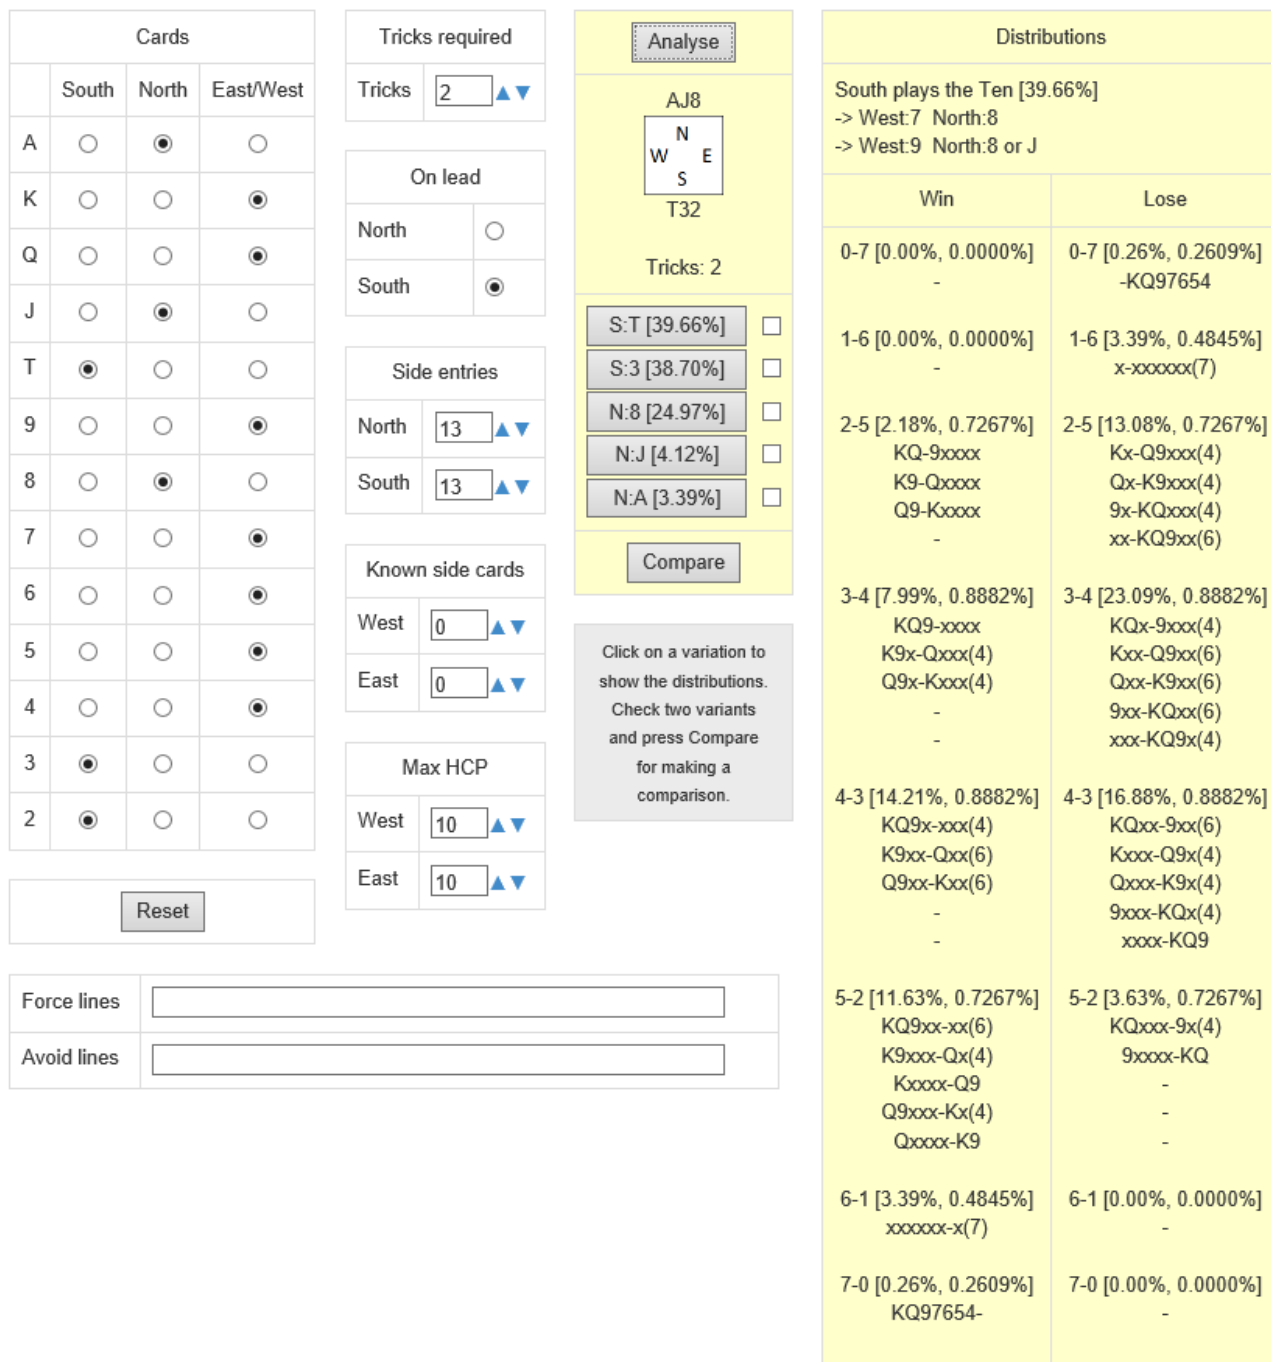 Cards
South North East/West
A
K
Q
J
T
9
8
7
6
5
4
3
2
Reset
Tricks required
Tricks 2
On lead
North
South
Side entries
North 13
South 13
Known side cards
West 0
East 0
Max HCP
West 10
East 10
Force lines
Avoid lines
Analyse
AJ8
N
W E
S
T32
Tricks: 2
S:T [39.66%]
S:3 [38.70%]
N:8 [24.97%]
N:J [4.12%]
N:A [3.39%]
Compare
Click on a variation to
show the distributions.
Check two variants
and press Compare
for making a
comparison.
Distributions
South plays the Ten [39.66%]
-> West:7 North:8
-> West:9 North:8 or J
Win Lose
0-7 [0.00%, 0.0000%] 0-7 [0.26%, 0.2609%]
- -KQ97654
1-6 [0.00%, 0.0000%] 1-6 [3.39%, 0.4845%]
- x-xxxxxx(7)
2-5 [2.18%, 0.7267%] 2-5 [13.08%, 0.7267%]
KQ-9xxxx Kx-Q9xxx(4)
K9-Qxxxx Qx-K9xxx(4)
Q9-Kxxxx 9x-KQxxx(4)
- xx-KQ9xx(6)
3-4 [7.99%, 0.8882%] 3-4 [23.09%, 0.8882%]
KQ9-xxxx KQx-9xxx(4)
K9x-Qxxx(4) Kxx-Q9xx(6)
Q9x-Kxxx(4) Qxx-K9xx(6)
- 9xx-KQxx(6)
- xxx-KQ9x(4)
4-3 [14.21%, 0.8882%] 4-3 [16.88%, 0.8882%]
KQ9x-xxx(4) KQxx-9xx(6)
K9xx-Qxx(6) Kxxx-Q9x(4)
Q9xx-Kxx(6) Qxxx-K9x(4)
- 9xxx-KQx(4)
- xxxx-KQ9
5-2 [11.63%, 0.7267%] 5-2 [3.63%, 0.7267%]
KQ9xx-xx(6) KQxxx-9x(4)
K9xxx-Qx(4) 9xxxx-KQ
Kxxxx-Q9 -
Q9xxx-Kx(4) -
Qxxxx-K9 -
6-1 [3.39%, 0.4845%] 6-1 [0.00%, 0.0000%]
xxxxxx-x(7) -
7-0 [0.26%, 0.2609%] 7-0 [0.00%, 0.0000%]
KQ97654- -